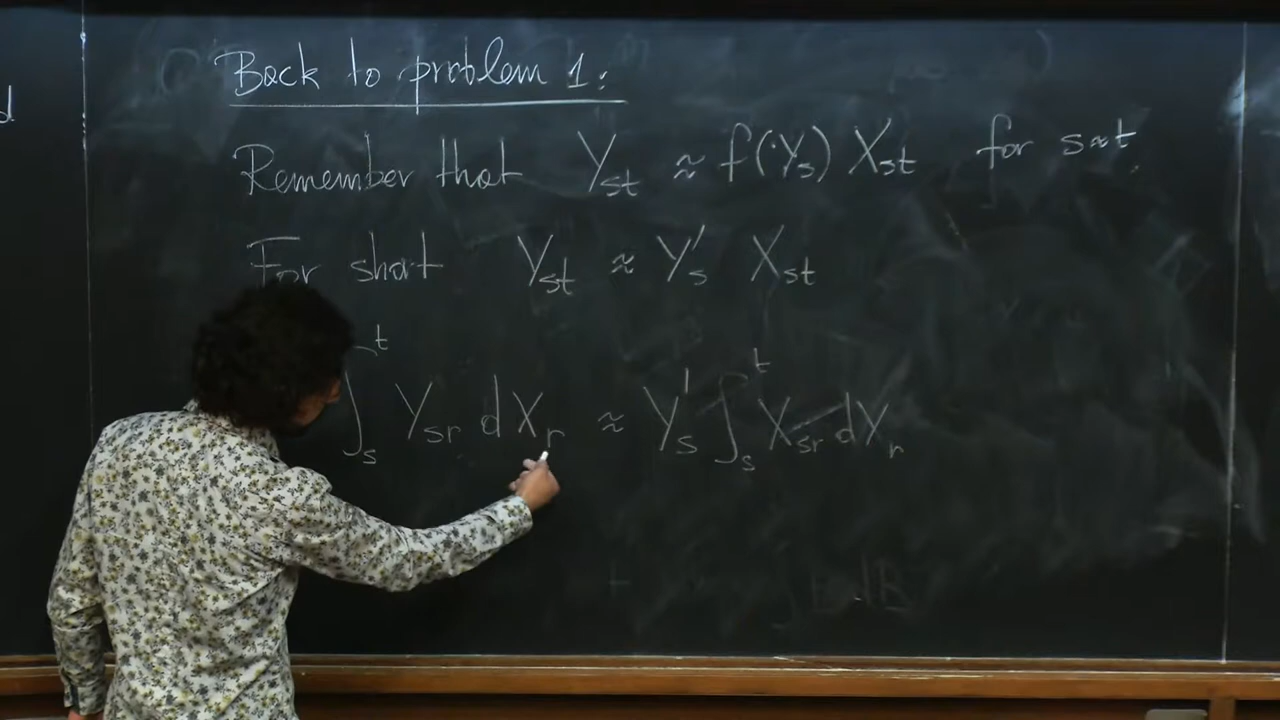 d
Back to problem 1:
Remember that Y_st ≈ f(Y_s) X_st for s≈t.
For short Y_st ≈ Y'_s X_st
∫_s^t Y_sr dX_r ≈ Y'_s ∫_s^t X_sr dX_r